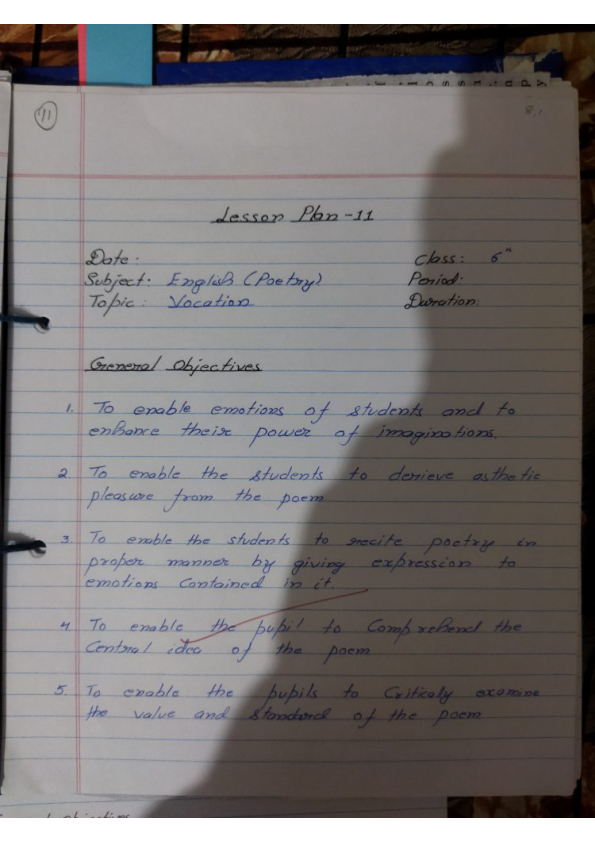 11
8,1
Lesson Plan -11
Date: Class: 6th
Subject: English (Poetry) Period:
Topic: Vocation Duration:
General Objectives
1. To enable emotions of students and to
enhance their power of imaginations.
2. To enable the students to derieve asthetic
pleasure from the poem
3. To enable the students to recite poetry in
proper manner by giving expression to
emotions contained in it.
4. To enable the pupil to Comprehend the
Central idea of the poem
5. To enable the pupils to Critically examine
the value and standard of the poem